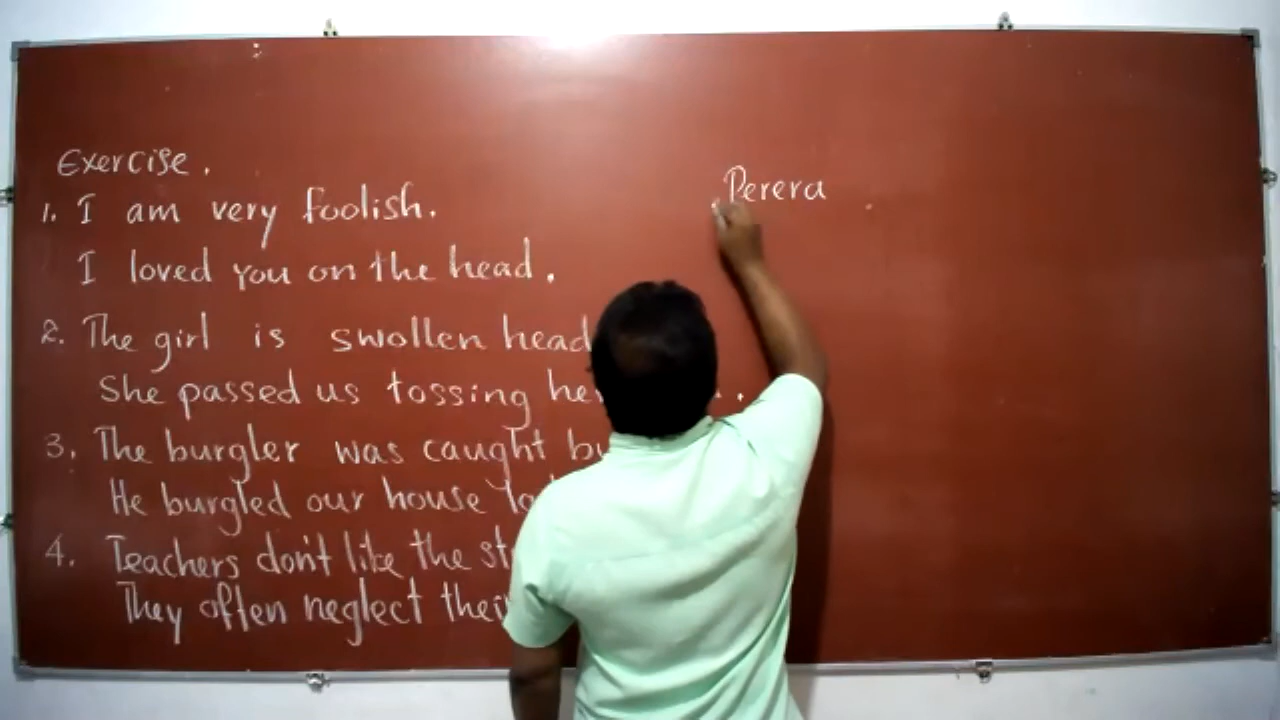 Exercise.
1. I am very foolish.
I loved you on the head.
2. The girl is swollen head
She passed us tossing
3. The burgler was caught
He burgled our house
4. Teachers don't like the
They often neglect their
Perera